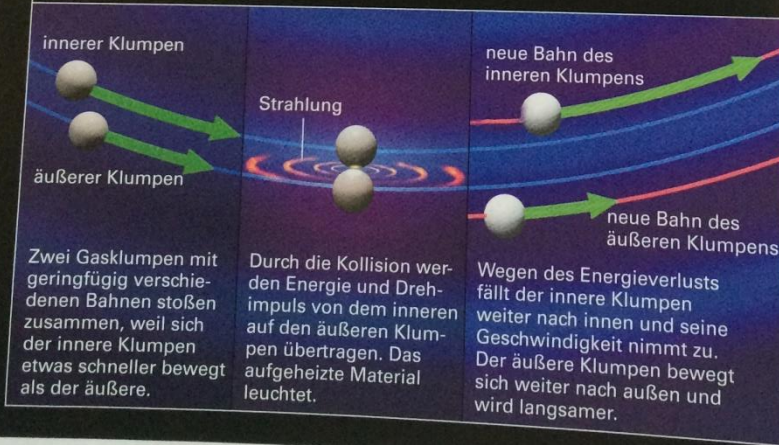 innerer Klumpen
äußerer Klumpen
Zwei Gasklumpen mit
geringfügig verschie-
denen Bahnen stoßen
zusammen, weil sich
der innere Klumpen
etwas schneller bewegt
als der äußere.
Strahlung
Durch die Kollision wer-
den Energie und Dreh-
impuls von dem inneren
auf den äußeren Klum-
pen übertragen. Das
aufgeheizte Material
leuchtet.
neue Bahn des
inneren Klumpens
neue Bahn des
äußeren Klumpens
Wegen des Energieverlusts
fällt der innere Klumpen
weiter nach innen und seine
Geschwindigkeit nimmt zu.
Der äußere Klumpen bewegt
sich weiter nach außen und
wird langsamer.